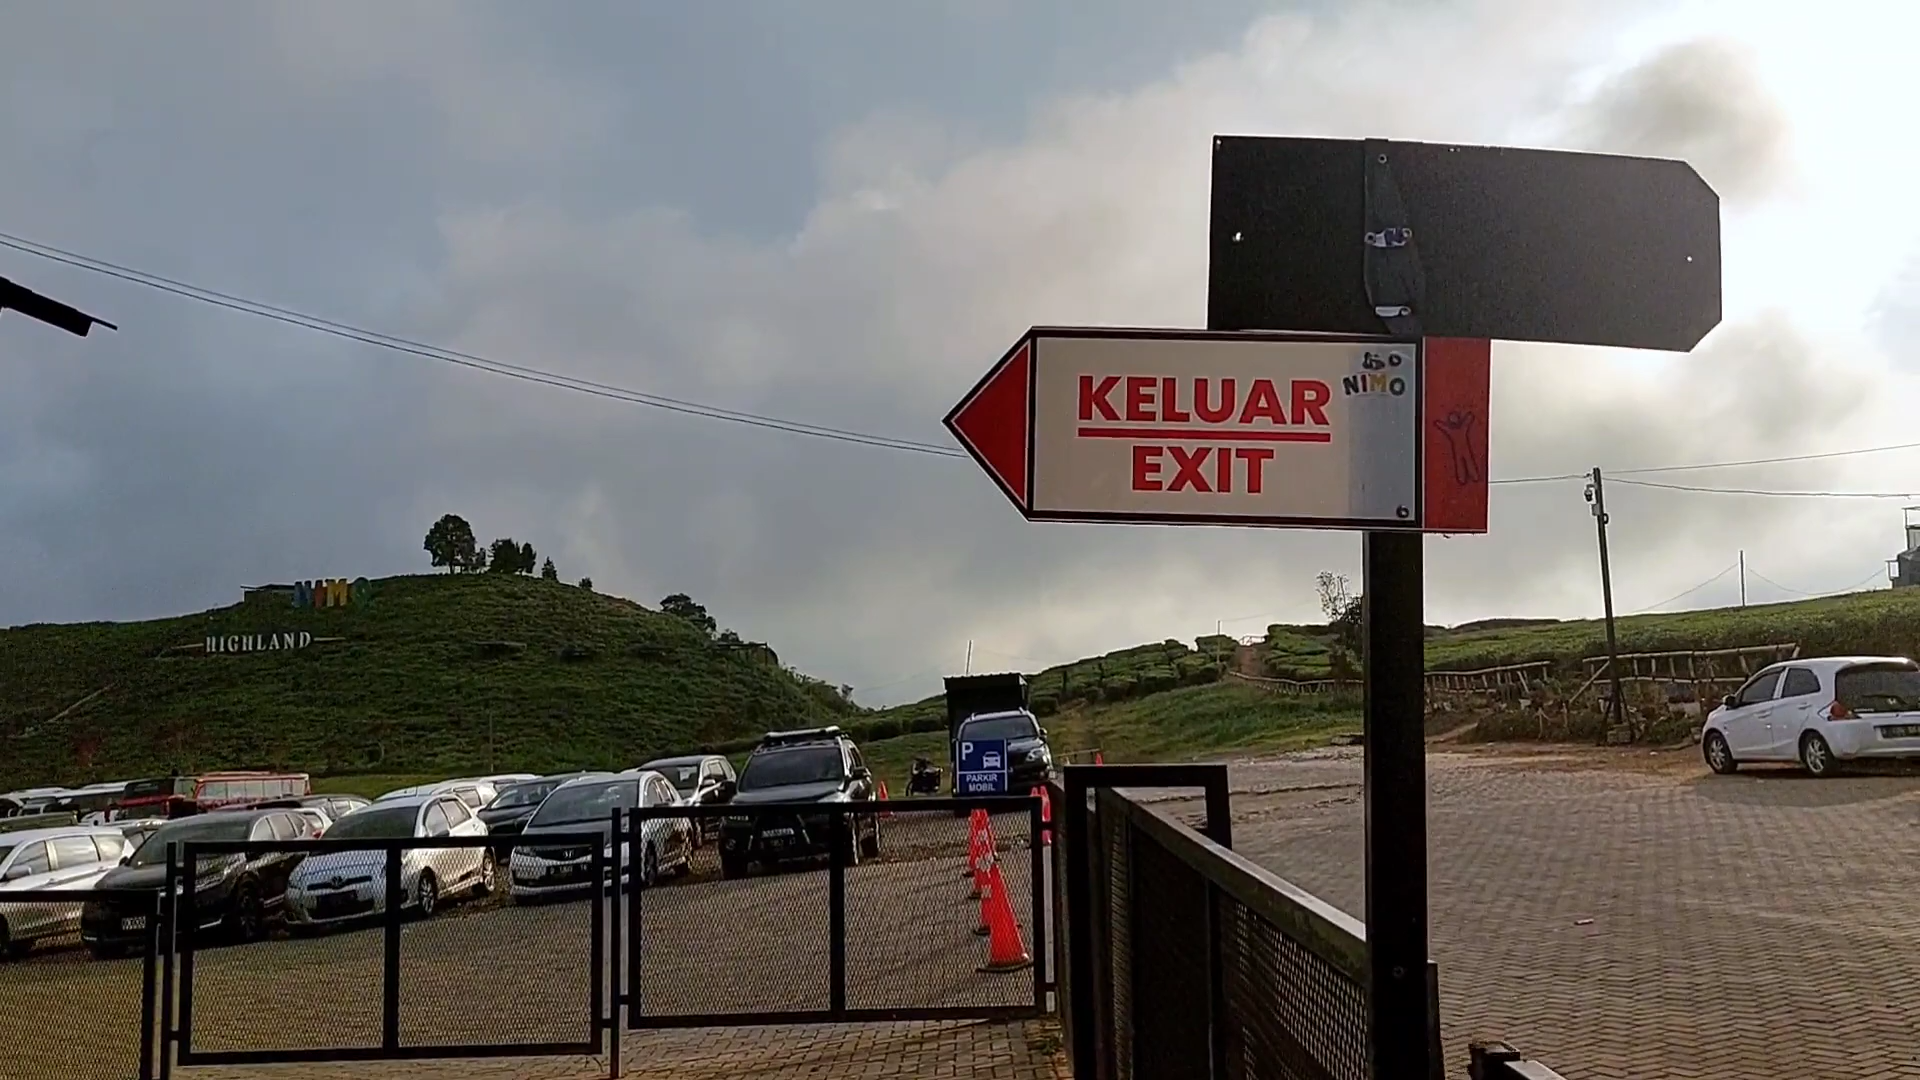 NIMO
KELUAR
EXIT
NIMO
HIGHLAND
P
PARKIR
MOBIL